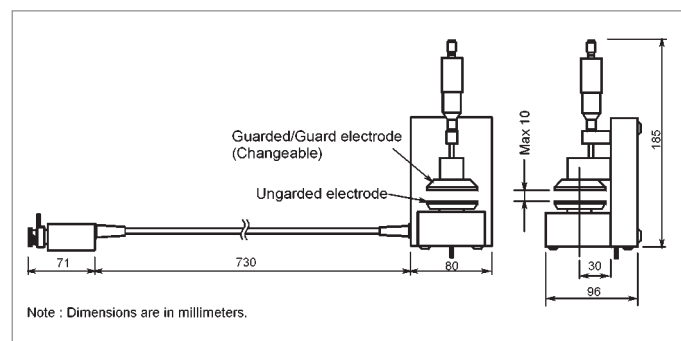 Guarded/Guard electrode
(Changeable)
Ungarded electrode
Max 10
185
71
730
80
30
96
Note : Dimensions are in millimeters.